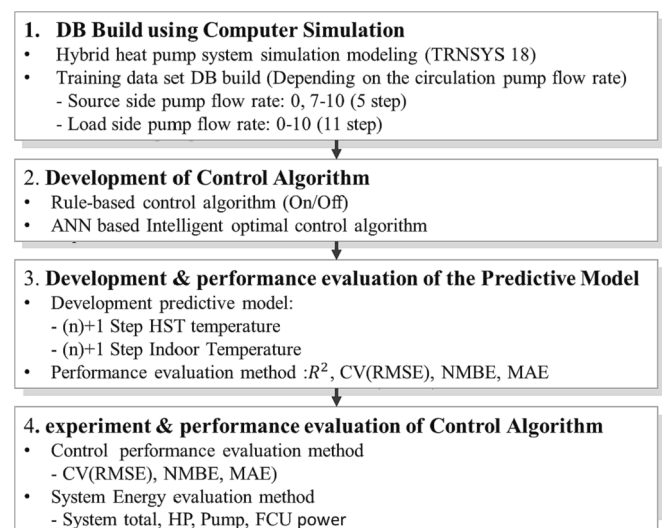 1. DB Build using Computer Simulation
• Hybrid heat pump system simulation modeling (TRNSYS 18)
• Training data set DB build (Depending on the circulation pump flow rate)
- Source side pump flow rate: 0, 7-10 (5 step)
- Load side pump flow rate: 0-10 (11 step)
2. Development of Control Algorithm
• Rule-based control algorithm (On/Off)
• ANN based Intelligent optimal control algorithm
3. Development & performance evaluation of the Predictive Model
• Development predictive model:
- (n)+1 Step HST temperature
- (n)+1 Step Indoor Temperature
• Performance evaluation method :R², CV(RMSE), NMBE, MAE
4. experiment & performance evaluation of Control Algorithm
• Control performance evaluation method
- CV(RMSE), NMBE, MAE)
• System Energy evaluation method
- System total, HP, Pump, FCU power